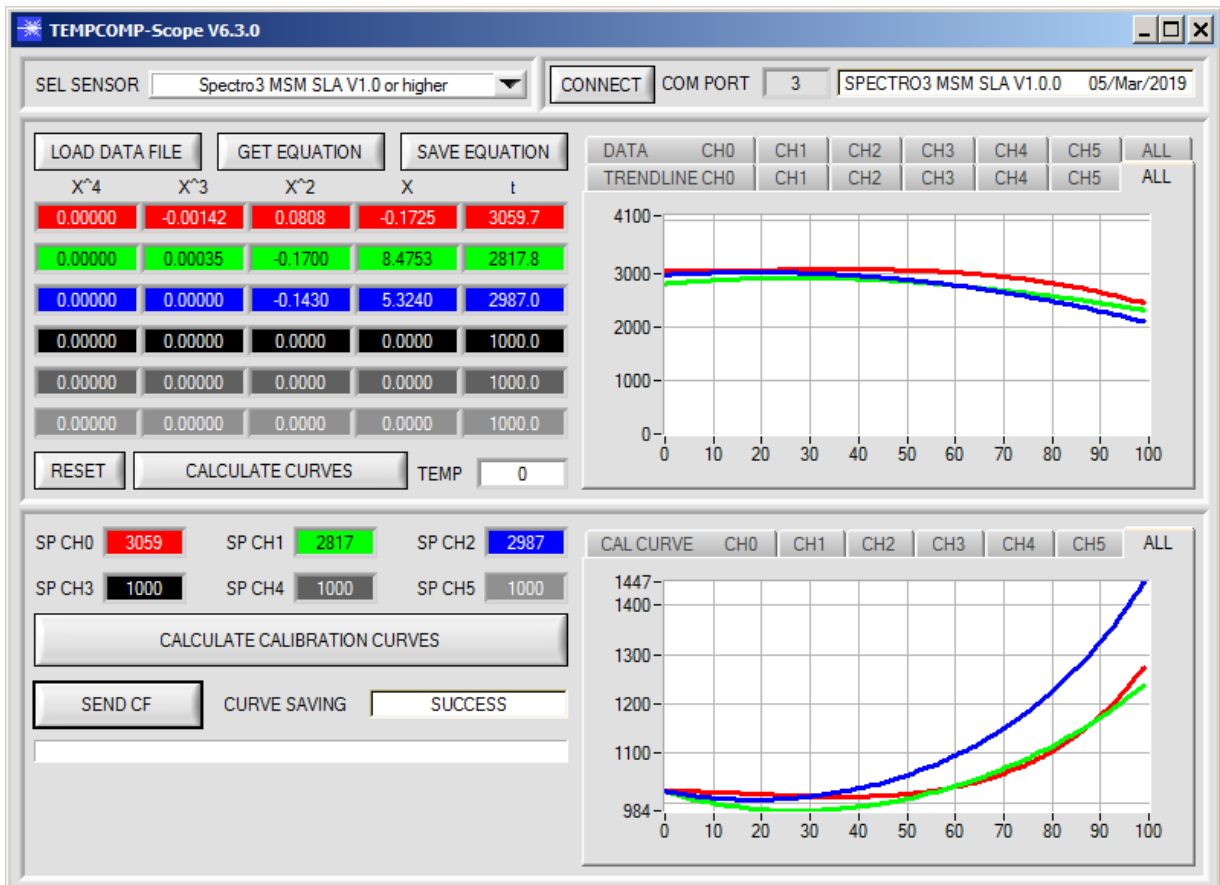 TEMPCOMP-Scope V6.3.0
SEL SENSOR Spectro3 MSM SLA V1.0 or higher
CONNECT COM PORT 3 SPECTRO3 MSM SLA V1.0.0 05/Mar/2019
LOAD DATA FILE GET EQUATION SAVE EQUATION
X^4 X^3 X^2 X t
0.00000 -0.00142 0.0808 -0.1725 3059.7
0.00000 0.00035 -0.1700 8.4753 2817.8
0.00000 0.00000 -0.1430 5.3240 2987.0
0.00000 0.00000 0.0000 0.0000 1000.0
0.00000 0.00000 0.0000 0.0000 1000.0
0.00000 0.00000 0.0000 0.0000 1000.0
RESET CALCULATE CURVES TEMP 0
DATA CH0 CH1 CH2 CH3 CH4 CH5 ALL
TRENDLINE CH0 CH1 CH2 CH3 CH4 CH5 ALL
4100
3000
2000
1000
0
0 10 20 30 40 50 60 70 80 90 100
SP CH0 3059 SP CH1 2817 SP CH2 2987
SP CH3 1000 SP CH4 1000 SP CH5 1000
CALCULATE CALIBRATION CURVES
SEND CF CURVE SAVING SUCCESS
CAL CURVE CH0 CH1 CH2 CH3 CH4 CH5 ALL
1447
1400
1300
1200
1100
984
0 10 20 30 40 50 60 70 80 90 100